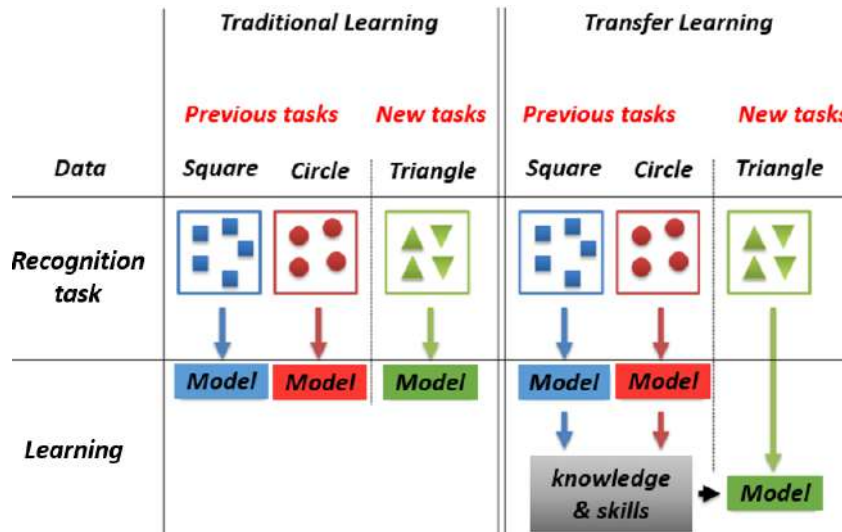 Traditional Learning Transfer Learning
Previous tasks New tasks Previous tasks New tasks
Data Square Circle Triangle Square Circle Triangle
Recognition
task
Model Model Model Model Model
Learning
knowledge
& skills
Model